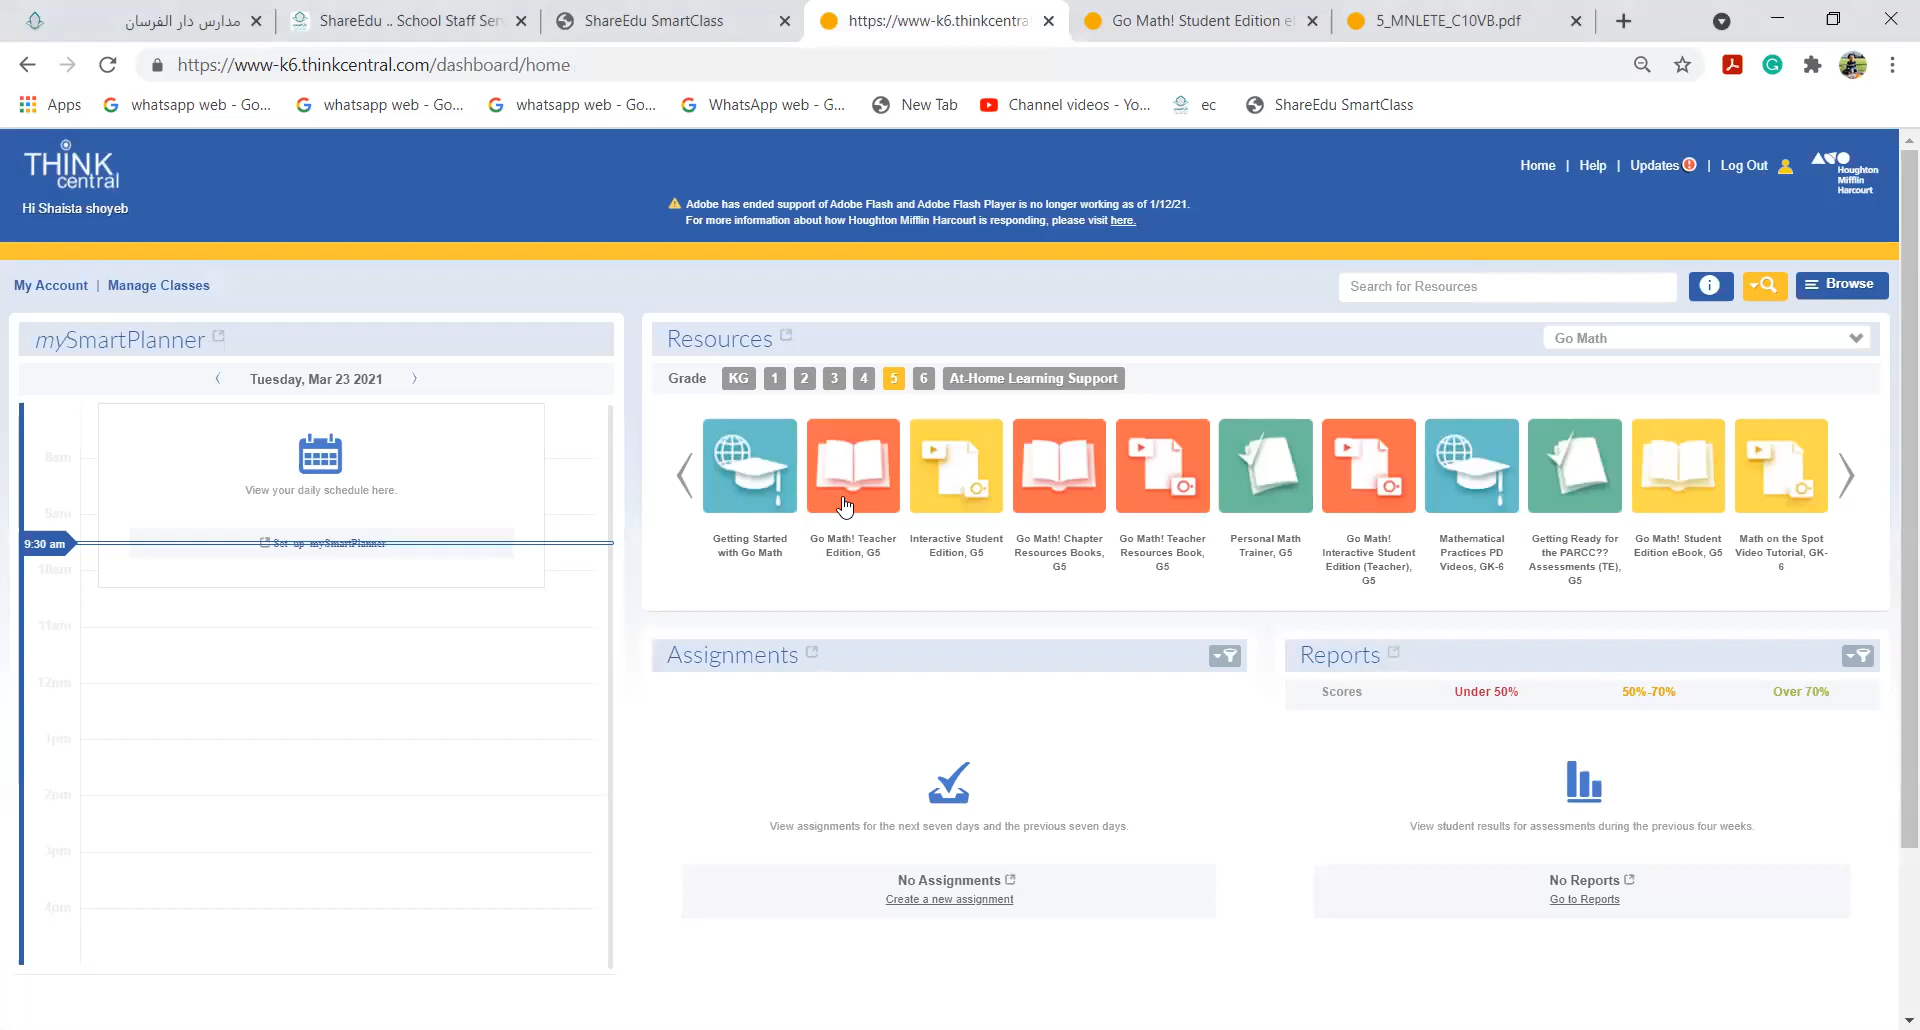 مدارس دار الفرسان
ShareEdu .. School Staff Ser
ShareEdu SmartClass
https://www-k6.thinkcentra
Go Math! Student Edition e
5_MNLETE_C10VB.pdf
https://www-k6.thinkcentral.com/dashboard/home
Apps
whatsapp web - Go...
whatsapp web - Go...
whatsapp web - Go...
WhatsApp web - G...
New Tab
Channel videos - Yo...
ec
ShareEdu SmartClass
THINK
central
Hi Shaista shoyeb
Adobe has ended support of Adobe Flash and Adobe Flash Player is no longer working as of 1/12/21.
For more information about how Houghton Mifflin Harcourt is responding, please visit here.
Home | Help | Updates | Log Out
Houghton
Mifflin
Harcourt
My Account | Manage Classes
Search for Resources
Browse
mySmartPlanner
Tuesday, Mar 23 2021
8am
View your daily schedule here.
9am
9:30 am
Set-up mySmartPlanner
10am
11am
12pm
1pm
2pm
3pm
4pm
Resources
Go Math
Grade KG 1 2 3 4 5 6 At-Home Learning Support
Getting Started
with Go Math
Go Math! Teacher
Edition, G5
Interactive Student
Edition, G5
Go Math! Chapter
Resources Books,
G5
Go Math! Teacher
Resources Book,
G5
Personal Math
Trainer, G5
Go Math!
Interactive Student
Edition (Teacher),
G5
Mathematical
Practices PD
Videos, GK-6
Getting Ready for
the PARCC??
Assessments (TE),
G5
Go Math! Student
Edition eBook, G5
Math on the Spot
Video Tutorial, GK-
6
Assignments
View assignments for the next seven days and the previous seven days.
No Assignments
Create a new assignment
Reports
Scores Under 50% 50%-70% Over 70%
View student results for assessments during the previous four weeks.
No Reports
Go to Reports